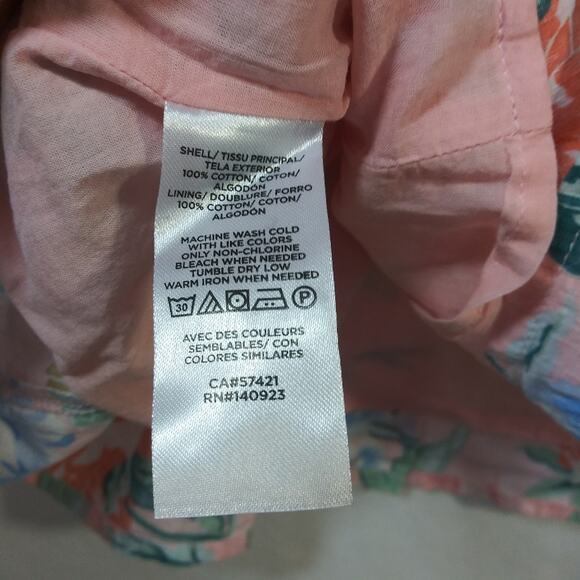 SHELL/ TISSU PRINCIPAL/
TELA EXTERIOR
100% COTTON/ COTON/
ALGODÓN
LINING/ DOUBLURE/ FORRO
100% COTTON/ COTON/
ALGODÓN
MACHINE WASH COLD
WITH LIKE COLORS
ONLY NON-CHLORINE
BLEACH WHEN NEEDED
TUMBLE DRY LOW
WARM IRON WHEN NEEDED
30 P
AVEC DES COULEURS
SEMBLABLES/ CON
COLORES SIMILARES
CA#57421
RN#140923